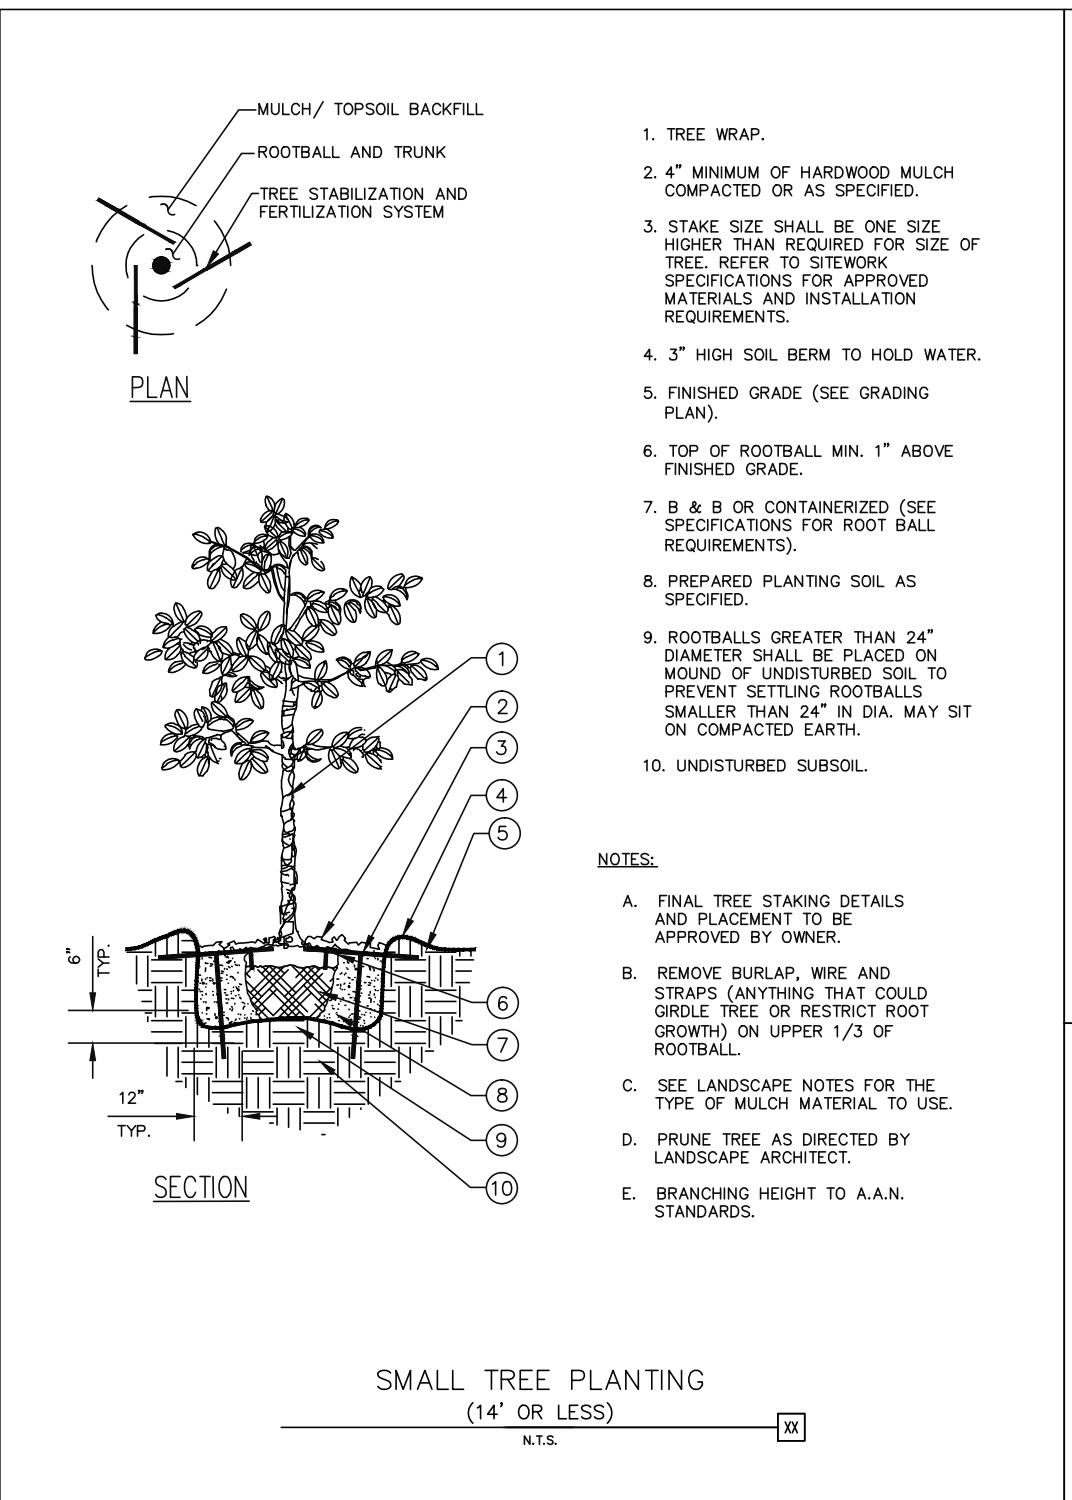 MULCH/ TOPSOIL BACKFILL
ROOTBALL AND TRUNK
TREE STABILIZATION AND
FERTILIZATION SYSTEM
PLAN
1. TREE WRAP.
2. 4" MINIMUM OF HARDWOOD MULCH
COMPACTED OR AS SPECIFIED.
3. STAKE SIZE SHALL BE ONE SIZE
HIGHER THAN REQUIRED FOR SIZE OF
TREE. REFER TO SITEWORK
SPECIFICATIONS FOR APPROVED
MATERIALS AND INSTALLATION
REQUIREMENTS.
4. 3" HIGH SOIL BERM TO HOLD WATER.
5. FINISHED GRADE (SEE GRADING
PLAN).
6. TOP OF ROOTBALL MIN. 1" ABOVE
FINISHED GRADE.
7. B & B OR CONTAINERIZED (SEE
SPECIFICATIONS FOR ROOT BALL
REQUIREMENTS).
8. PREPARED PLANTING SOIL AS
SPECIFIED.
9. ROOTBALLS GREATER THAN 24"
DIAMETER SHALL BE PLACED ON
MOUND OF UNDISTURBED SOIL TO
PREVENT SETTLING ROOTBALLS
SMALLER THAN 24" IN DIA. MAY SIT
ON COMPACTED EARTH.
10. UNDISTURBED SUBSOIL.
1
2
3
4
5
6
7
8
9
10
6"
TYP.
12"
TYP.
SECTION
NOTES:
A. FINAL TREE STAKING DETAILS
AND PLACEMENT TO BE
APPROVED BY OWNER.
B. REMOVE BURLAP, WIRE AND
STRAPS (ANYTHING THAT COULD
GIRDLE TREE OR RESTRICT ROOT
GROWTH) ON UPPER 1/3 OF
ROOTBALL.
C. SEE LANDSCAPE NOTES FOR THE
TYPE OF MULCH MATERIAL TO USE.
D. PRUNE TREE AS DIRECTED BY
LANDSCAPE ARCHITECT.
E. BRANCHING HEIGHT TO A.A.N.
STANDARDS.
SMALL TREE PLANTING
(14' OR LESS)
N.T.S.
XX